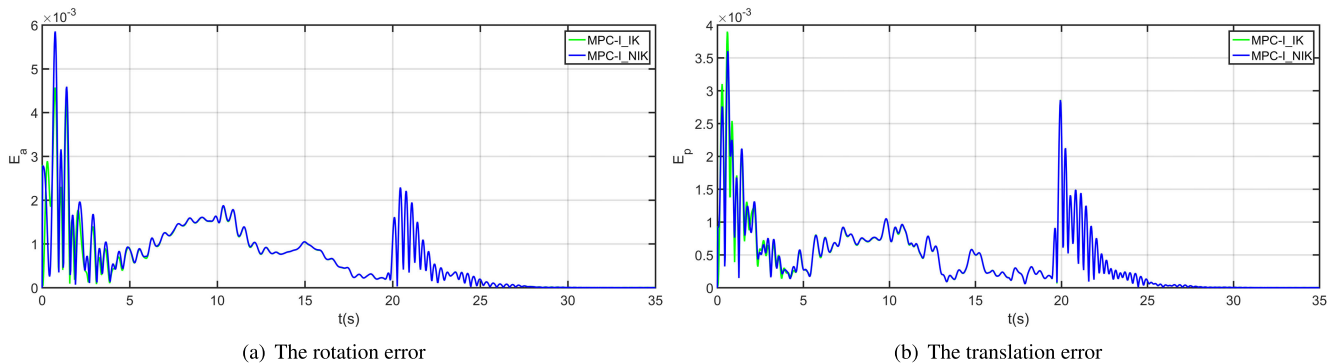 ×10⁻³
6
5
4
3
2
1
0
E_a
MPC-I_IK
MPC-I_NIK
0 5 10 15 20 25 30 35
t(s)
(a) The rotation error
×10⁻³
4
3.5
3
2.5
2
1.5
1
0.5
0
E_p
MPC-I_IK
MPC-I_NIK
0 5 10 15 20 25 30 35
t(s)
(b) The translation error